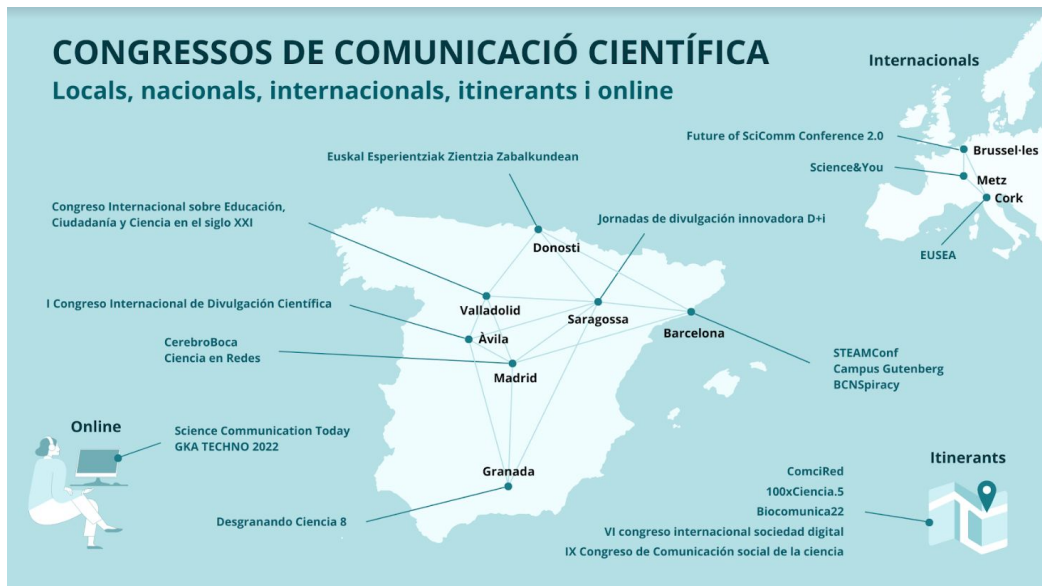 CONGRESSOS DE COMUNICACIÓ CIENTÍFICA
Locals, nacionals, internacionals, itinerants i online
Internacionals
Future of SciComm Conference 2.0
Brussel·les
Science&You
Metz
Cork
EUSEA
Euskal Esperientziak Zientzia Zabalkundean
Congreso Internacional sobre Educación,
Ciudadanía y Ciencia en el siglo XXI
Jornadas de divulgación innovadora D+i
Donosti
I Congreso Internacional de Divulgación Científica
Valladolid
Saragossa
Barcelona
Àvila
CerebroBoca
Ciencia en Redes
Madrid
STEAMConf
Campus Gutenberg
BCNSpiracy
Online
Science Communication Today
GKA TECHNO 2022
Granada
Desgranando Ciencia 8
Itinerants
ComciRed
100xCiencia.5
Biocomunica22
VI congreso internacional sociedad digital
IX Congreso de Comunicación social de la ciencia